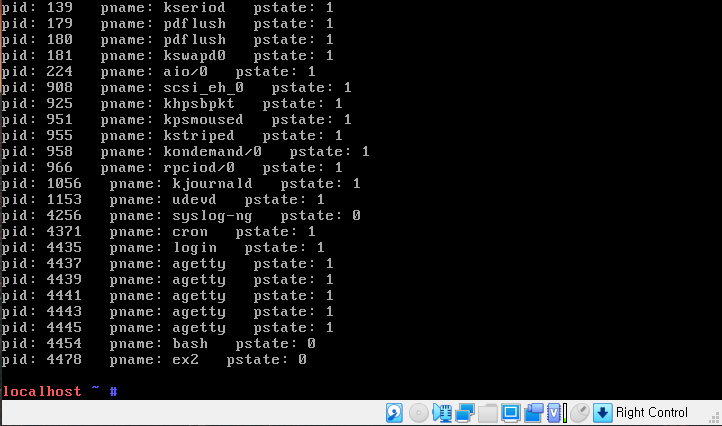 pid: 139   pname: kseriod   pstate: 1
pid: 179   pname: pdflush   pstate: 1
pid: 180   pname: pdflush   pstate: 1
pid: 181   pname: kswapd0   pstate: 1
pid: 224   pname: aio/0   pstate: 1
pid: 908   pname: scsi_eh_0   pstate: 1
pid: 925   pname: khpsbpkt   pstate: 1
pid: 951   pname: kpsmoused   pstate: 1
pid: 955   pname: kstriped   pstate: 1
pid: 958   pname: kondemand/0   pstate: 1
pid: 966   pname: rpciod/0   pstate: 1
pid: 1056   pname: kjournald   pstate: 1
pid: 1153   pname: udevd   pstate: 1
pid: 4256   pname: syslog-ng   pstate: 0
pid: 4371   pname: cron   pstate: 1
pid: 4435   pname: login   pstate: 1
pid: 4437   pname: agetty   pstate: 1
pid: 4439   pname: agetty   pstate: 1
pid: 4441   pname: agetty   pstate: 1
pid: 4443   pname: agetty   pstate: 1
pid: 4445   pname: agetty   pstate: 1
pid: 4454   pname: bash   pstate: 0
pid: 4478   pname: ex2   pstate: 0
localhost ~ #
V Right Control